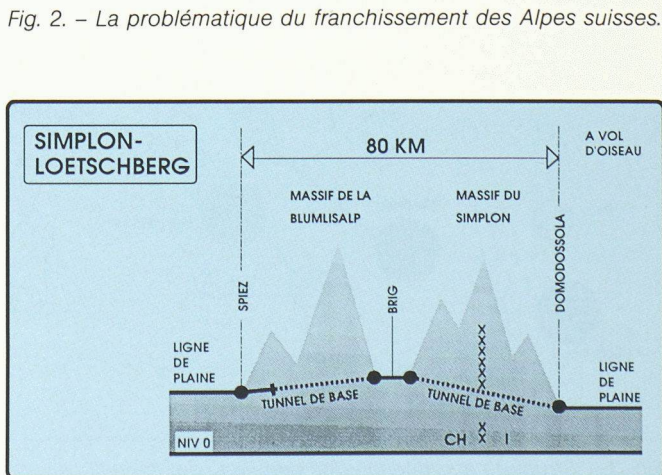 Fig. 2. – La problématique du franchissement des Alpes suisses.
SIMPLON-
LOETSCHBERG
80 KM
A VOL
D'OISEAU
MASSIF DE LA
BLUMLISALP
MASSIF DU
SIMPLON
SPIEZ
BRIG
DOMODOSSOLA
LIGNE
DE
PLAINE
LIGNE
DE
PLAINE
TUNNEL DE BASE
TUNNEL DE BASE
NIV 0
CH X I